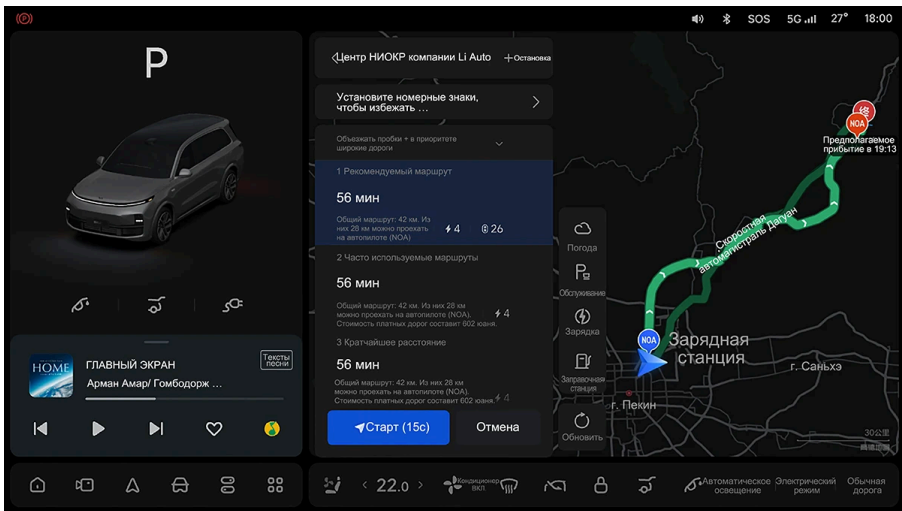 (P)
SOS
5G
27°
18:00
P
Центр НИОКР компании Li Auto
+Остановка
Установите номерные знаки,
чтобы избежать ...
Объезжать пробки + в приоритете
широкие дороги
1 Рекомендуемый маршрут
56 мин
Общий маршрут: 42 км. Из
них 28 км можно проехать
на автопилоте (NOA)
4
26
2 Часто используемые маршруты
56 мин
Общий маршрут: 42 км. Из них 28 км
можно проехать на автопилоте (NOA).
Стоимость платных дорог составит 602 юаня.
4
3 Кратчайшее расстояние
56 мин
Общий маршрут: 42 км. Из них 28 км
можно проехать на автопилоте (NOA).
Стоимость платных дорог составит 602 юаня.
4
Старт (15с)
Отмена
Погода
Обслуживание
Зарядка
Заправочная
станция
Обновить
终
NOA
Предполагаемое
прибытие в 19:13
Скоростная
автомагистраль Дагуан
NOA
Зарядная
станция
г. Саньхэ
г. Пекин
30公里
腾讯地图
HOME
ГЛАВНЫЙ ЭКРАН
Арман Амар/ Гомбодорж ...
Тексты
песни
< 22.0 >
Кондиционер
ВКЛ
Автоматическое
освещение
Электрический
режим
Обычная
дорога